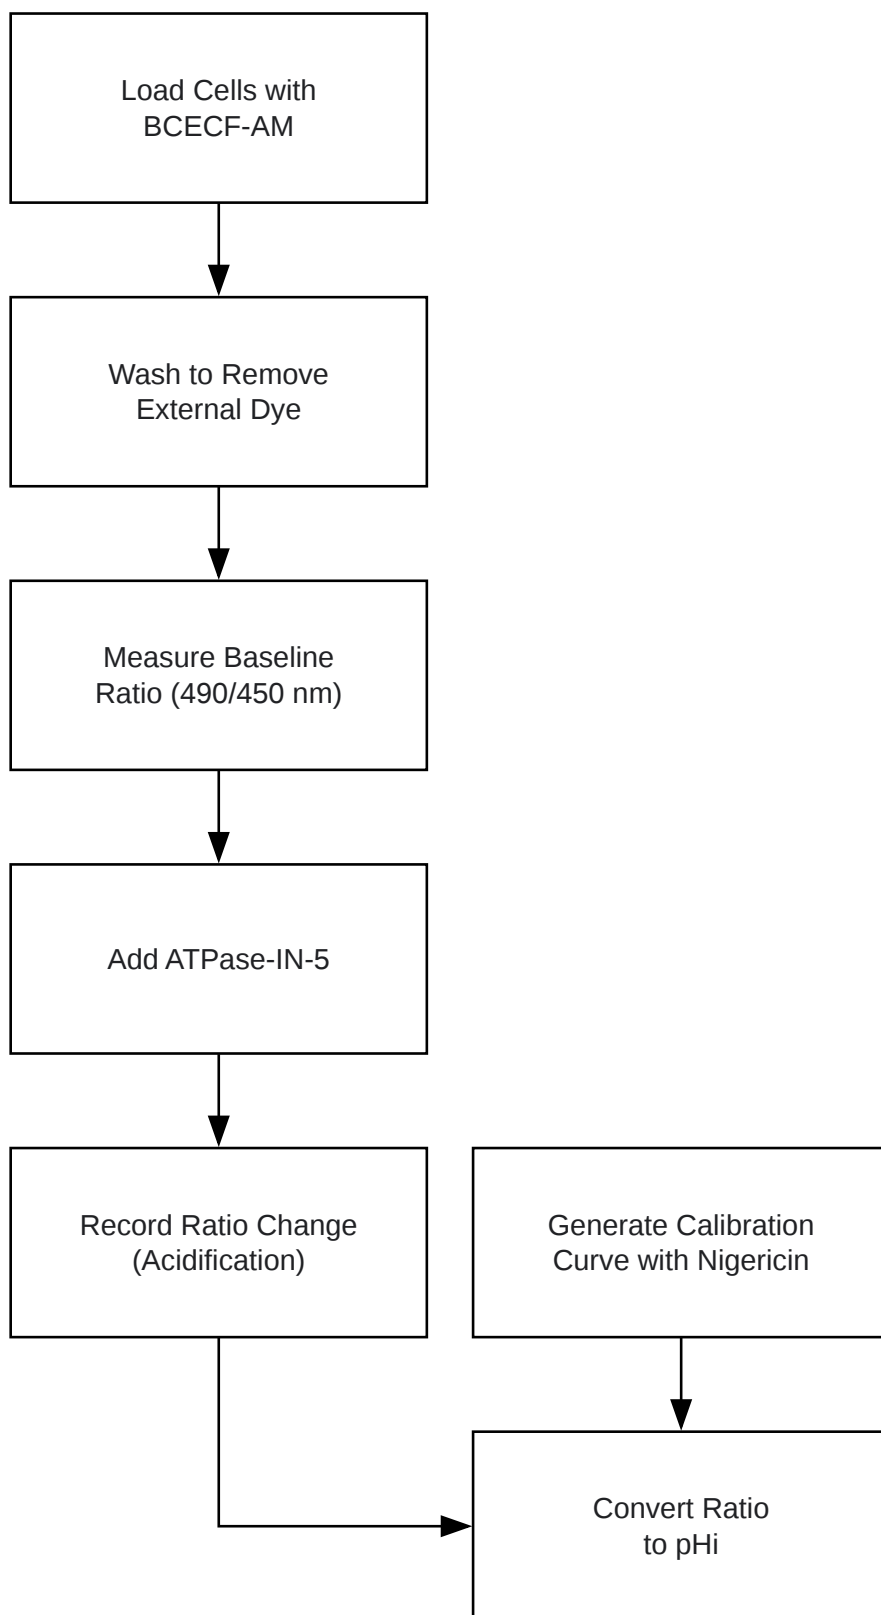 Load Cells with
BCECF-AM
Wash to Remove
External Dye
Measure Baseline
Ratio (490/450 nm)
Add ATPase-IN-5
Record Ratio Change
(Acidification)
Generate Calibration
Curve with Nigericin
Convert Ratio
to pHi